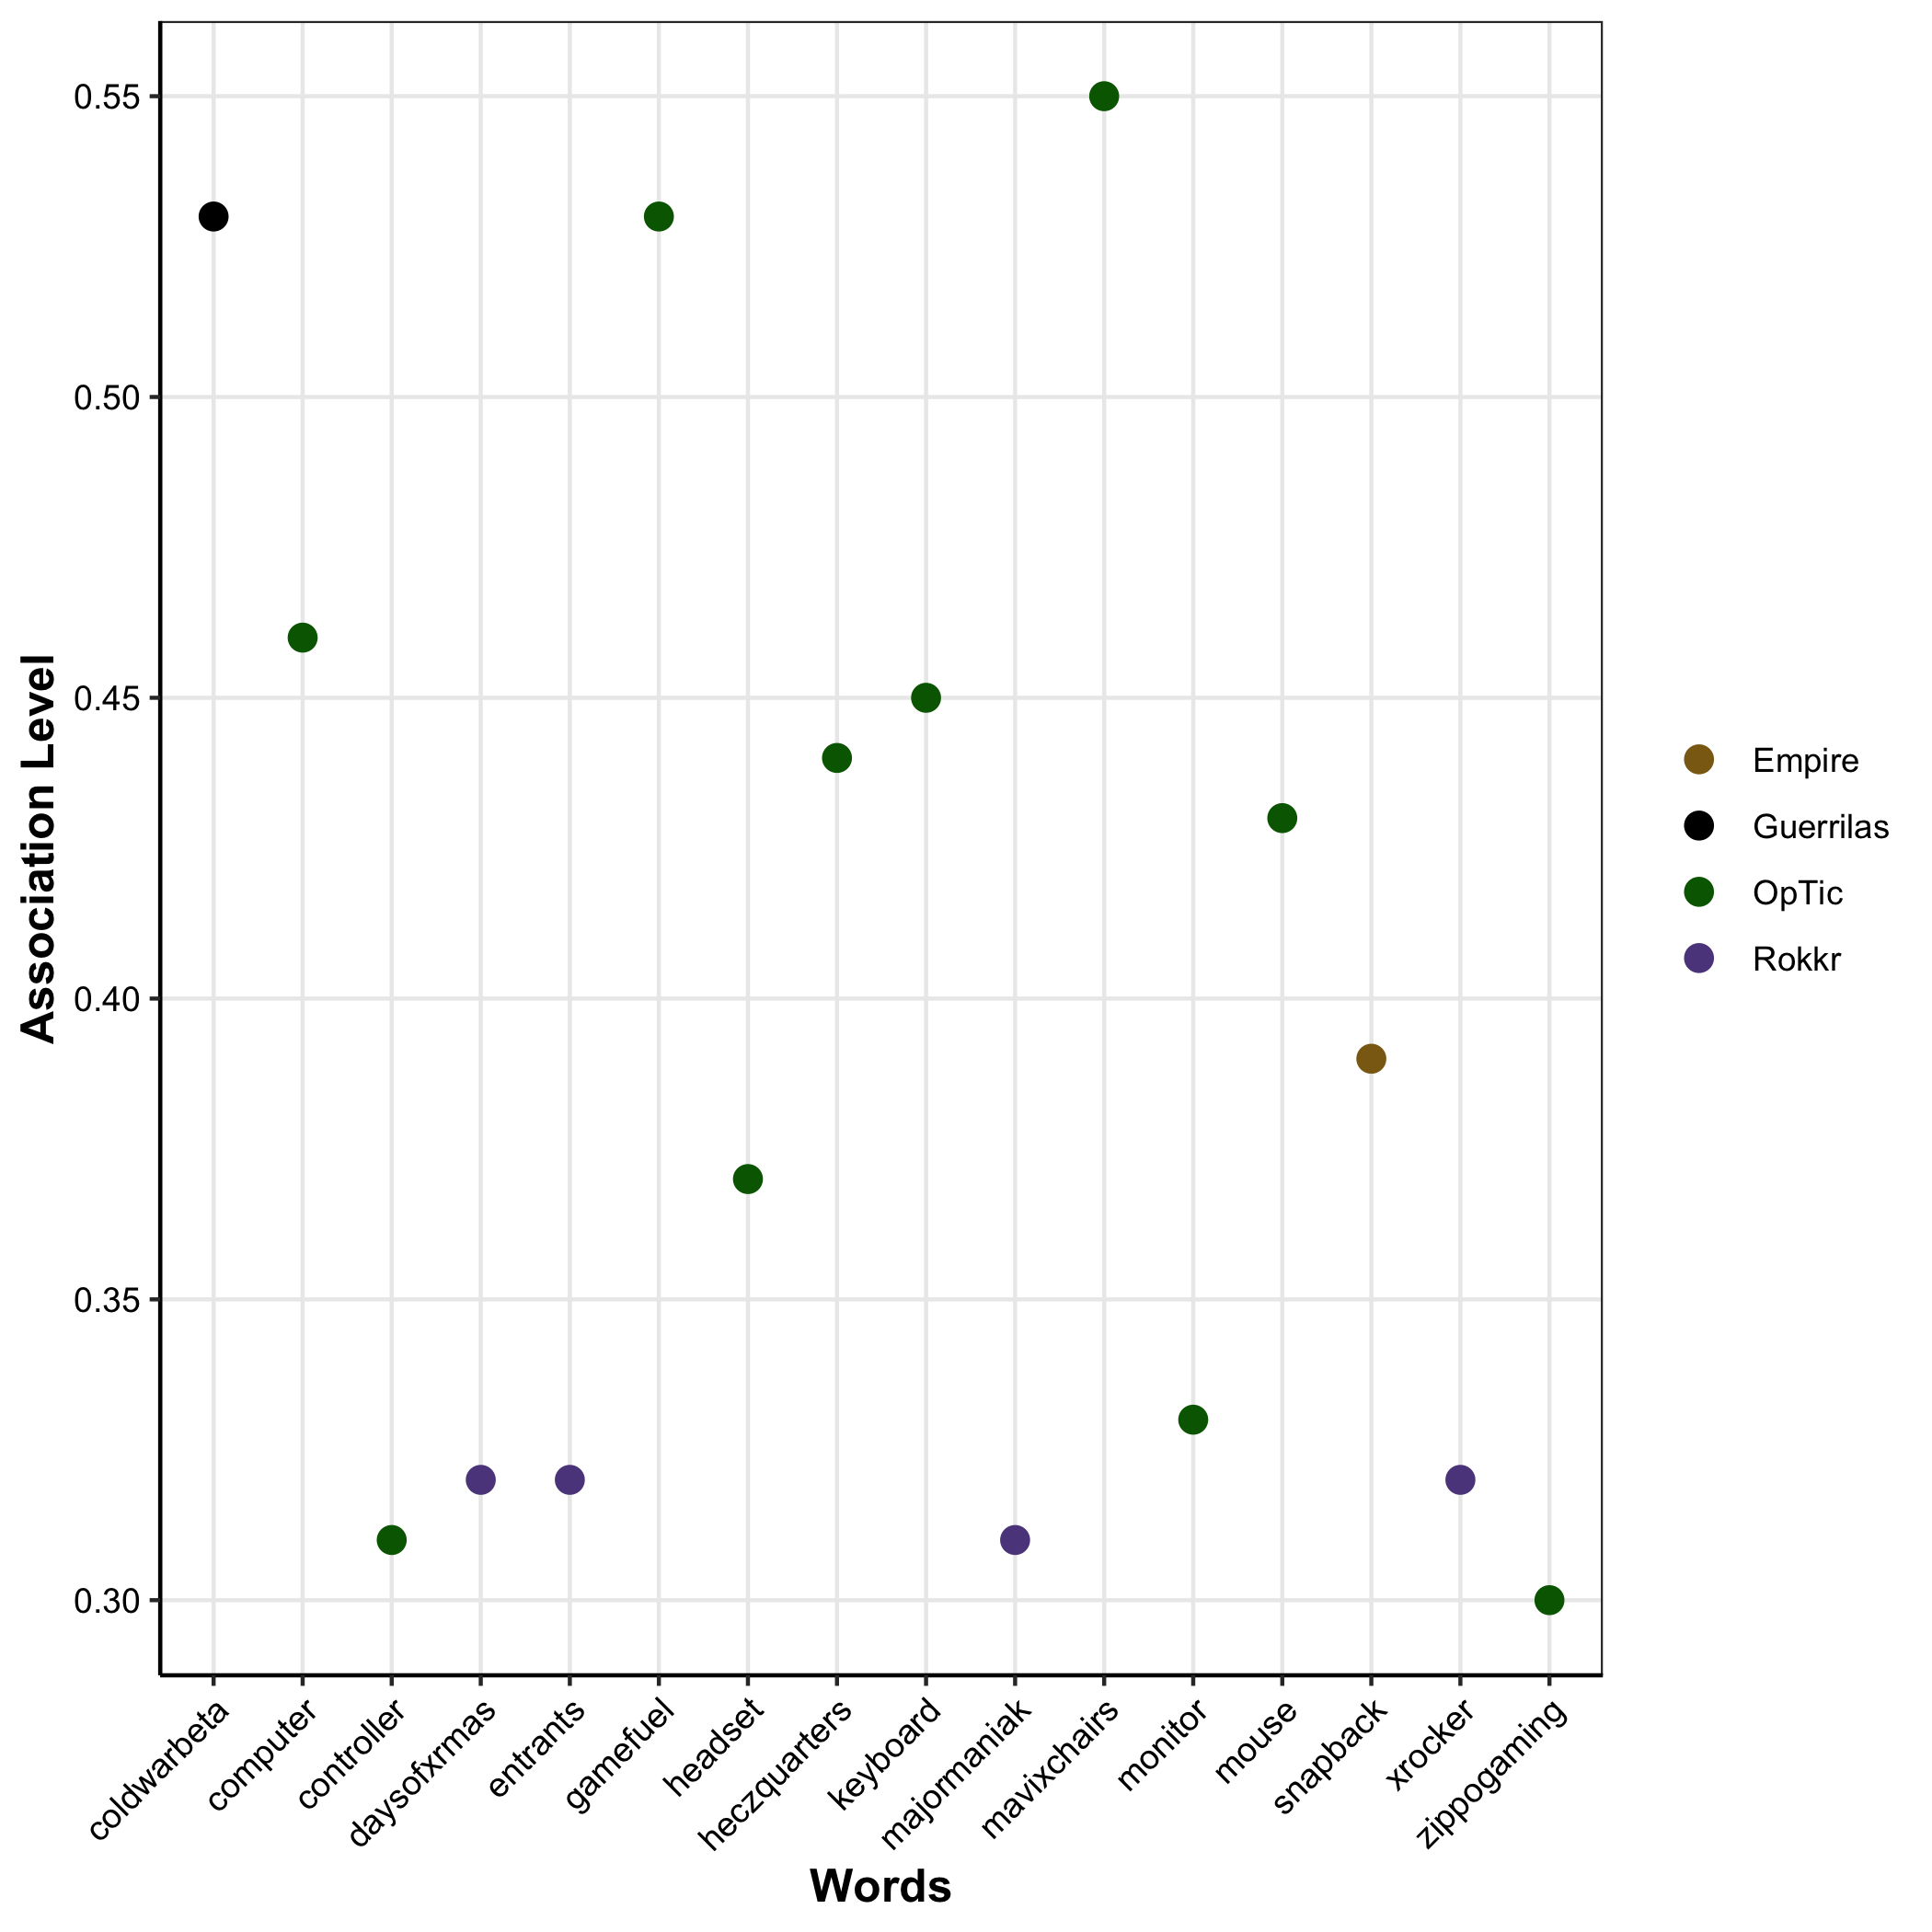 Association Level
0.55
0.50
0.45
0.40
0.35
0.30
coldwarbeta
computer
controller
daysofxrmas
entrants
gamefuel
headset
heczquarters
keyboard
majormaniak
mavixchairs
monitor
mouse
snapback
xrocker
zippogaming
Words
Empire
Guerrilas
OpTic
Rokkr